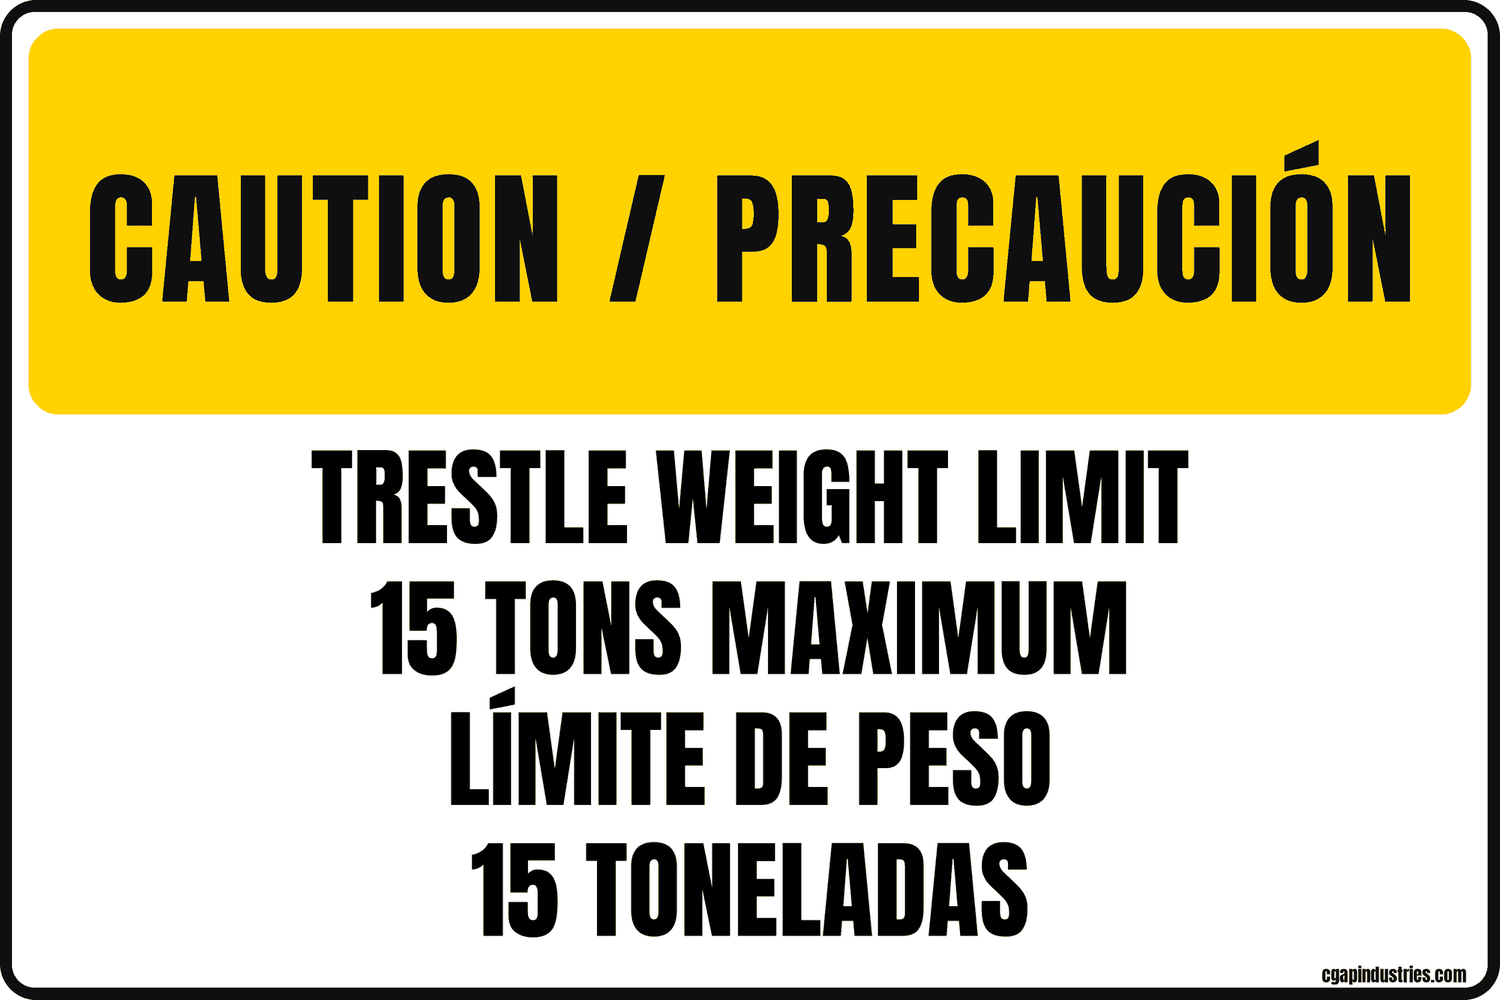 CAUTION / PRECAUCIÓN
TRESTLE WEIGHT LIMIT
15 TONS MAXIMUM
LÍMITE DE PESO
15 TONELADAS
cgapindustries.com